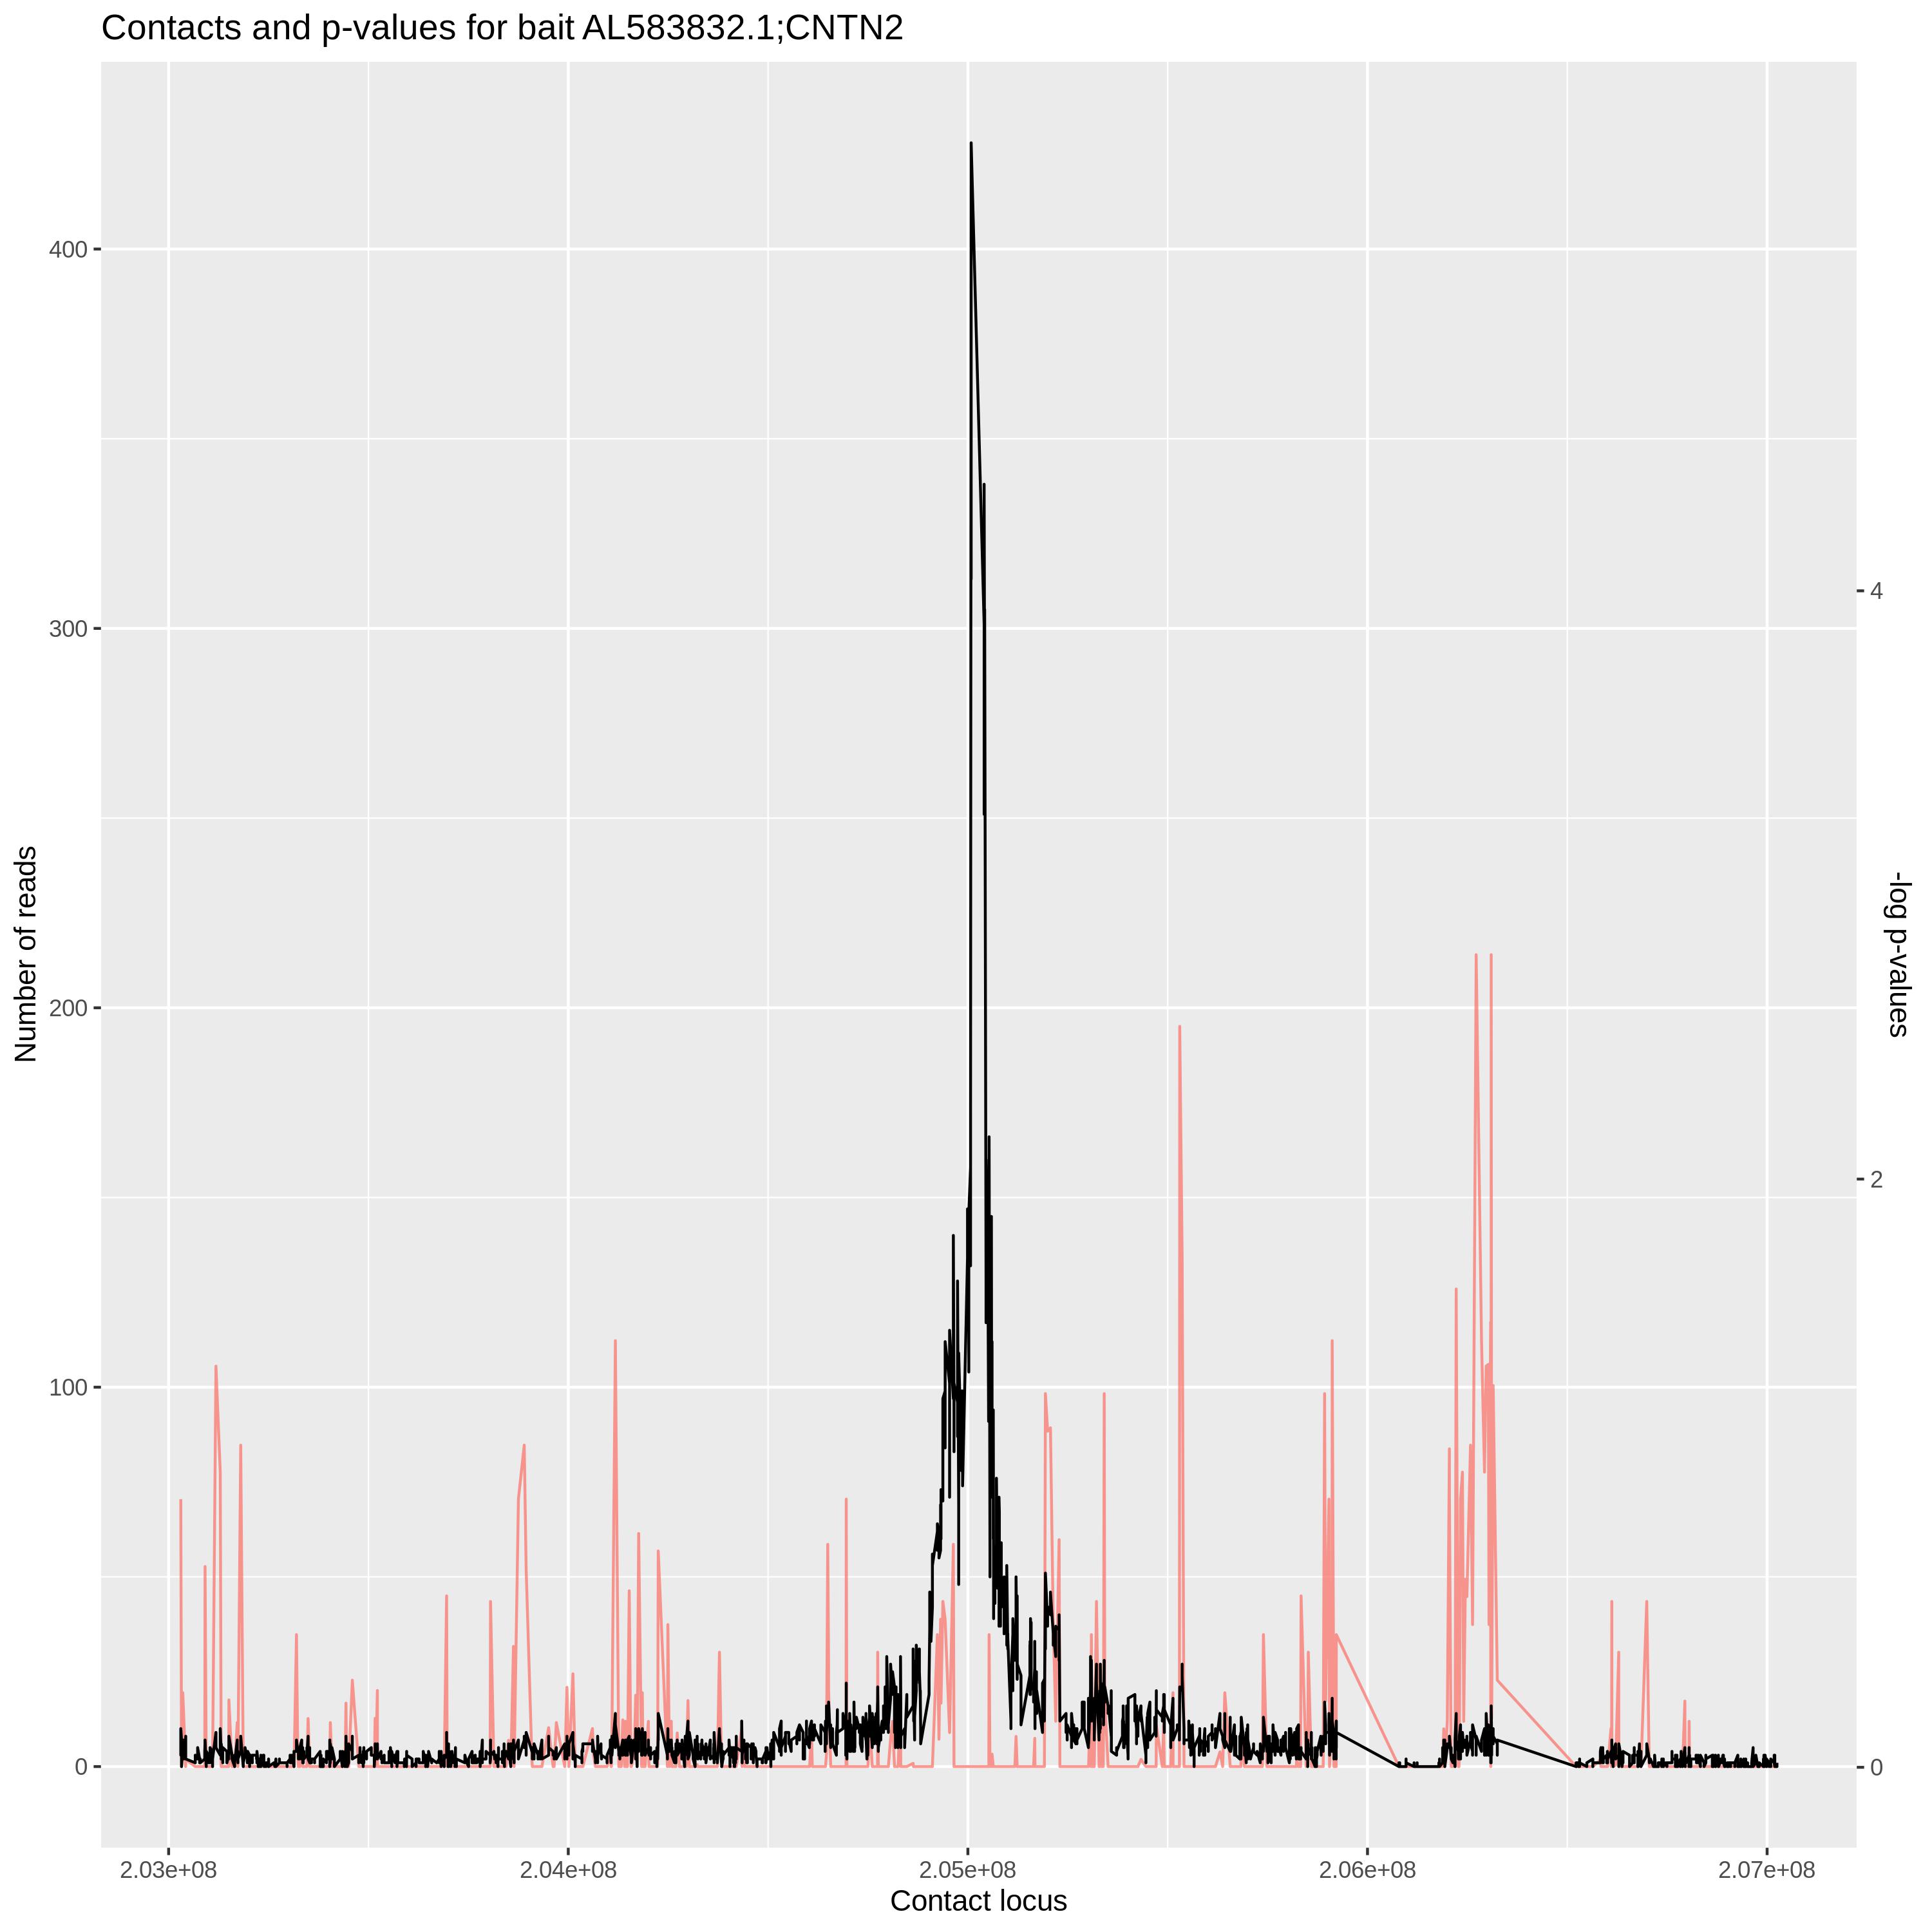 Contacts and p-values for bait AL583832.1;CNTN2
Number of reads
400
300
200
100
0
4
2
0
-log p-values
2.03e+08 2.04e+08 2.05e+08 2.06e+08 2.07e+08
Contact locus